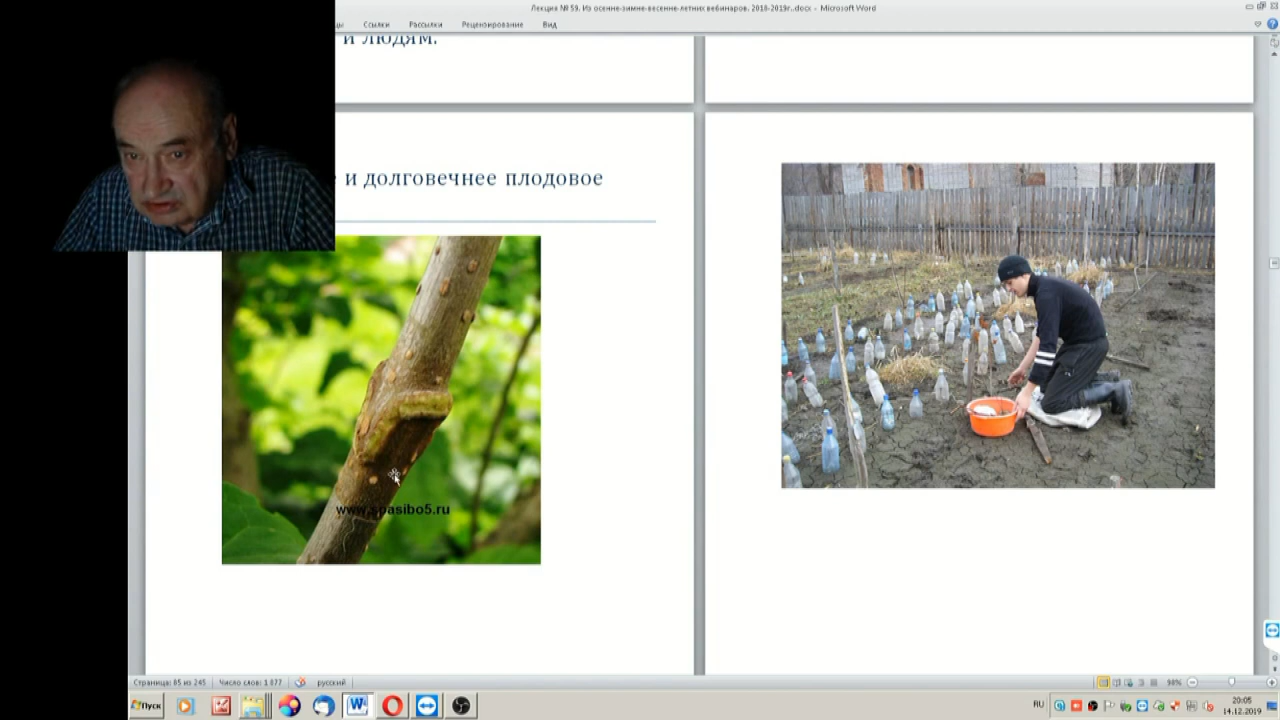 Лекция № 59. Из осенне-зимне-весенне-летних вебинаров. 2018-2019г..docx - Microsoft Word
Ссылки
Рассылки
Рецензирование
Вид
и людям.
и долговечнее плодовое
www.spasibo5.ru
Страница: 85 из 245
Число слов: 1 877
русский
98%
Пуск
RU
20:05
14.12.2019